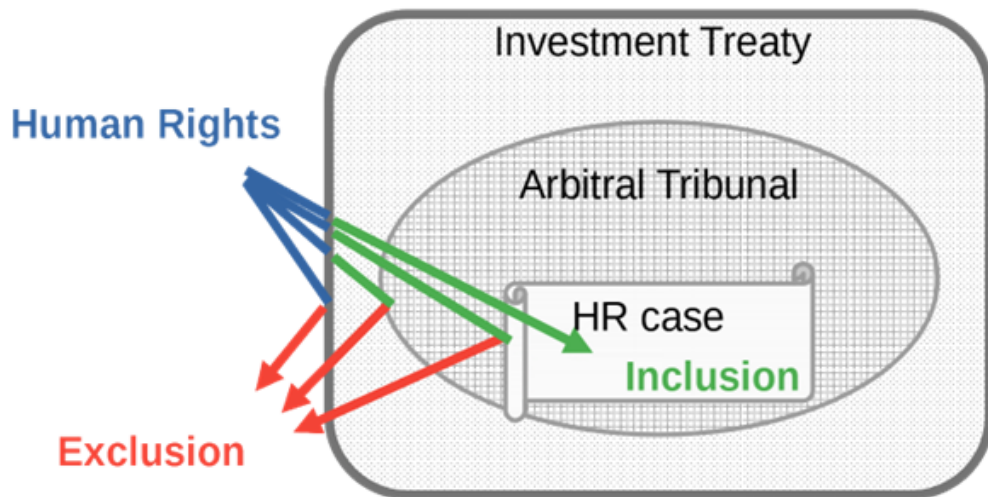 Investment Treaty
Human Rights
Arbitral Tribunal
HR case
Inclusion
Exclusion